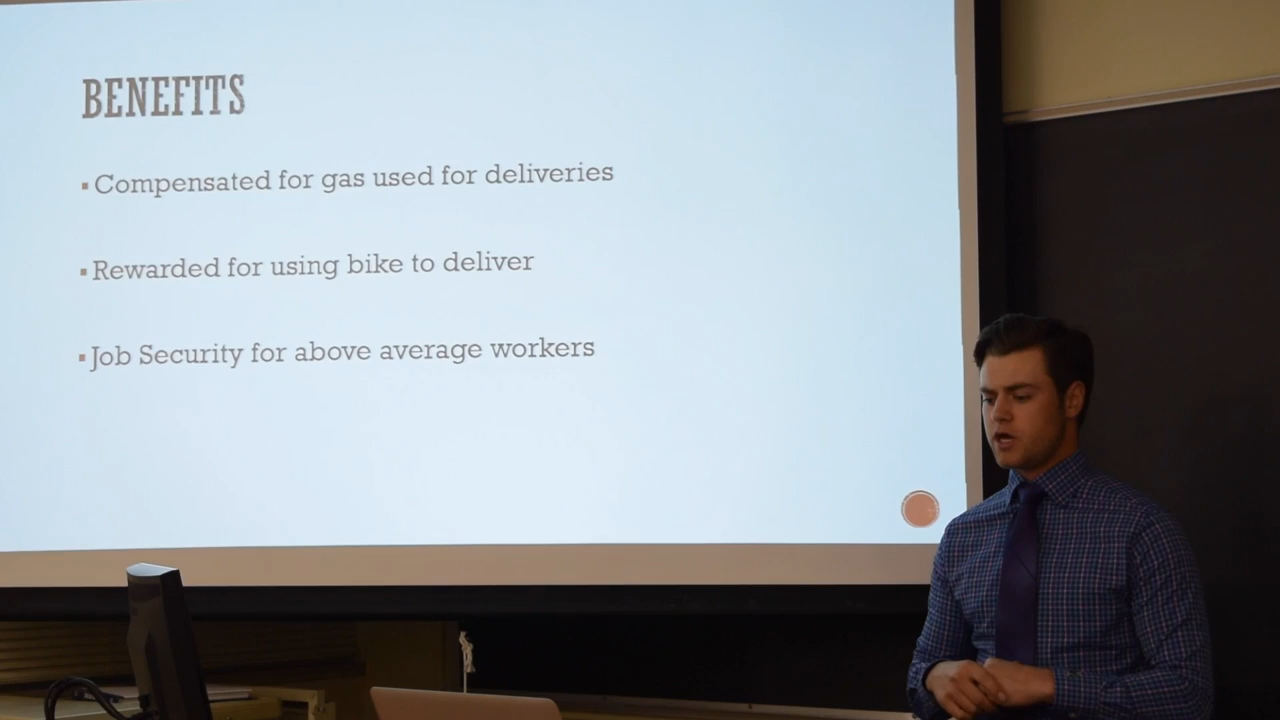 BENEFITS
▪ Compensated for gas used for deliveries
▪ Rewarded for using bike to deliver
▪ Job Security for above average workers